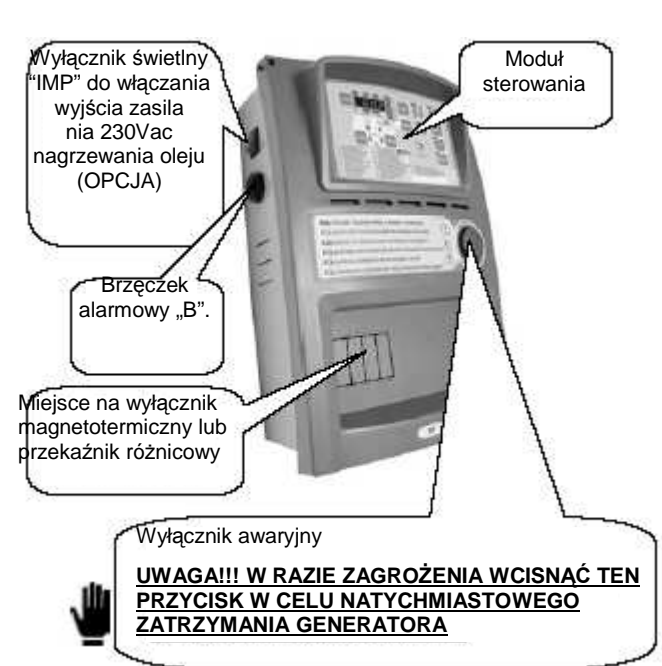 Wyłącznik świetlny
“IMP” do włączania
wyjścia zasila
nia 230Vac
nagrzewania oleju
(OPCJA)
Moduł
sterowania
Brzęczek
alarmowy „B”.
Miejsce na wyłącznik
magnetotermiczny lub
przekaźnik różnicowy
Wyłącznik awaryjny
UWAGA!!! W RAZIE ZAGROŻENIA WCISNĄĆ TEN
PRZYCISK W CELU NATYCHMIASTOWEGO
ZATRZYMANIA GENERATORA